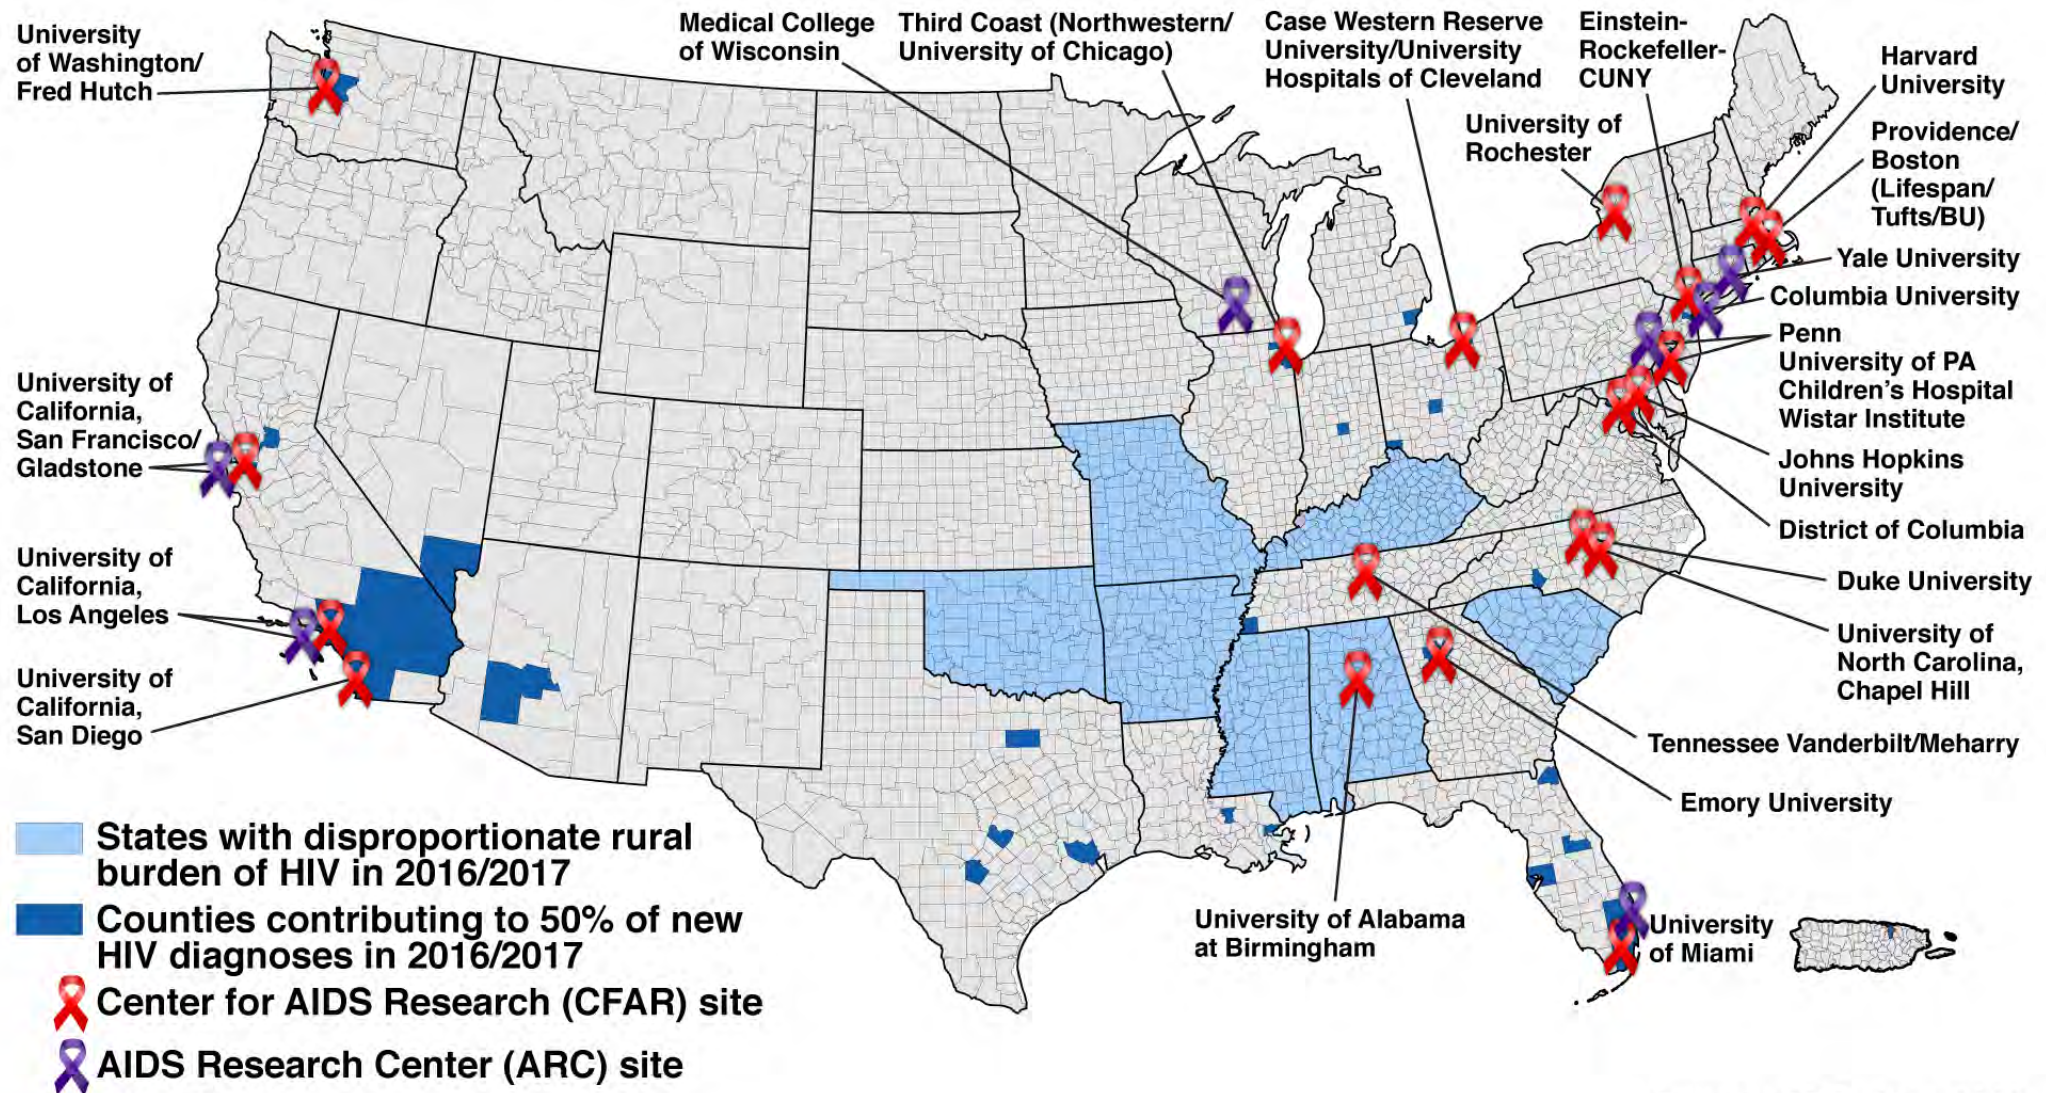 University
of Washington/
Fred Hutch
Medical College
of Wisconsin
Third Coast (Northwestern/
University of Chicago)
Case Western Reserve
University/University
Hospitals of Cleveland
Einstein-
Rockefeller-
CUNY
University of
Rochester
Harvard
University
Providence/
Boston
(Lifespan/
Tufts/BU)
Yale University
Columbia University
Penn
University of PA
Children's Hospital
Wistar Institute
Johns Hopkins
University
District of Columbia
Duke University
University of
North Carolina,
Chapel Hill
Tennessee Vanderbilt/Meharry
Emory University
University of
California,
San Francisco/
Gladstone
University of
California,
Los Angeles
University of
California,
San Diego
University of Alabama
at Birmingham
University
of Miami
States with disproportionate rural
burden of HIV in 2016/2017
Counties contributing to 50% of new
HIV diagnoses in 2016/2017
Center for AIDS Research (CFAR) site
AIDS Research Center (ARC) site